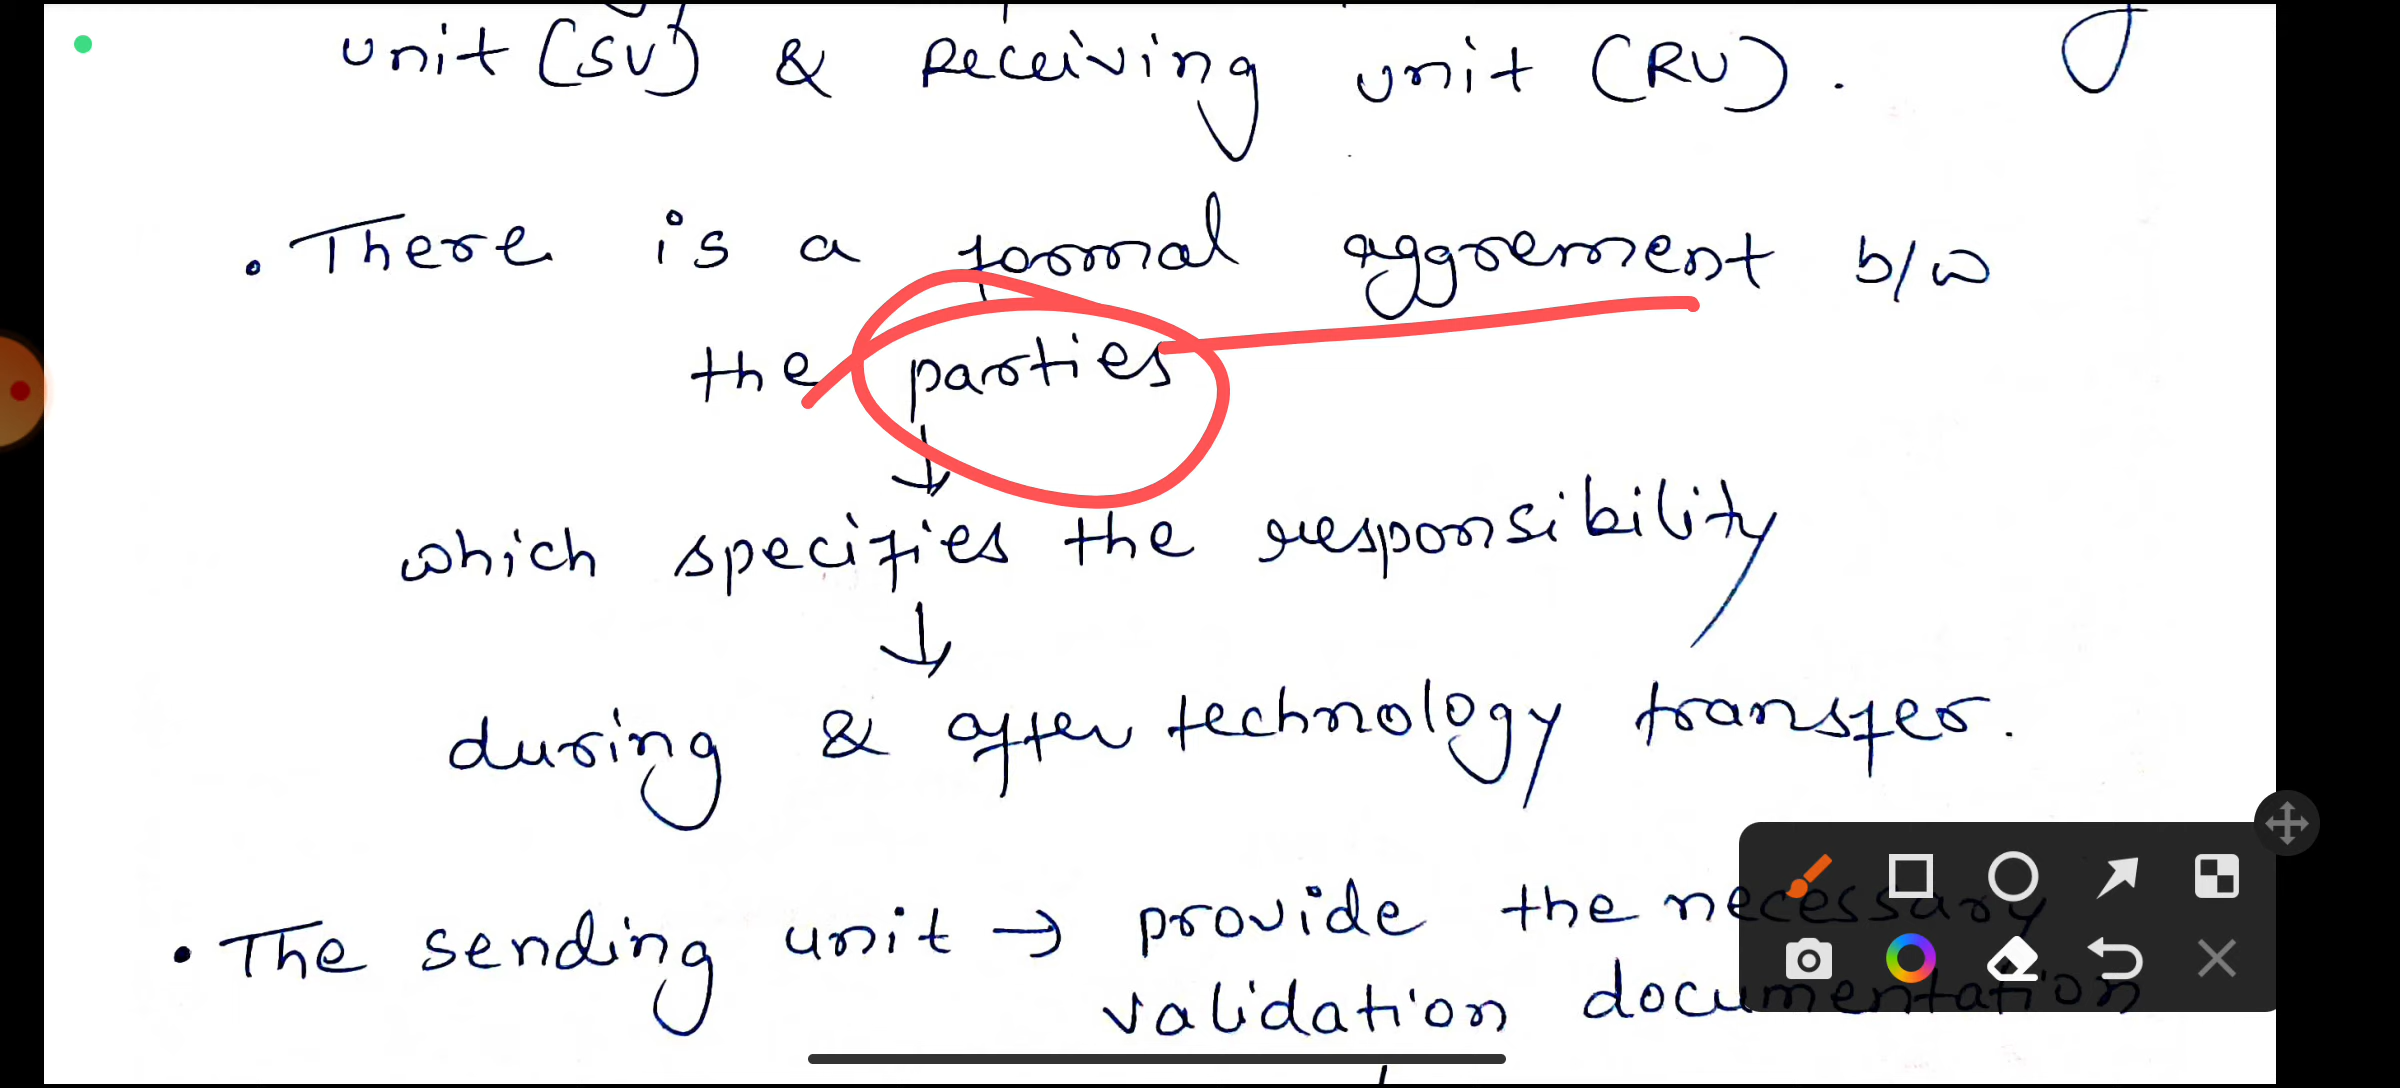 unit (SU) & Receiving unit (RU).
• There is a formal aggrement b/w
the parties
↓
which specifies the responsibility
↓
during & after technology transfer.
• The sending unit → provide the necessary
validation documentation